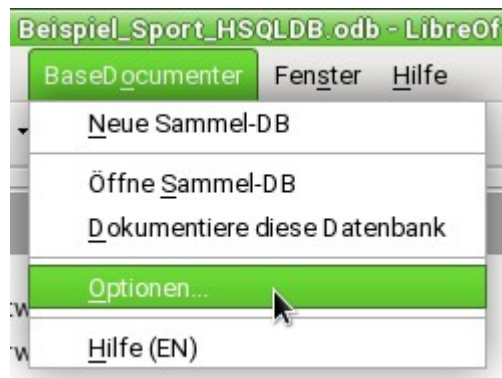 Beispiel_Sport_HSQLDB.odb - LibreOf
BaseDocumenter Fenster Hilfe
Neue Sammel-DB
Öffne Sammel-DB
Dokumentiere diese Datenbank
Optionen...
Hilfe (EN)